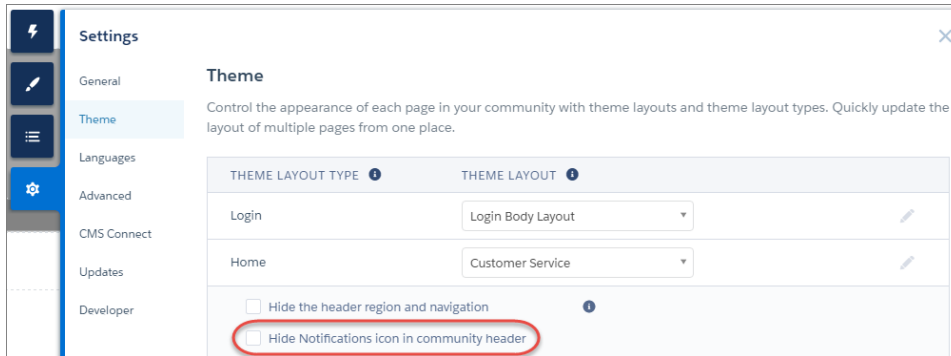 Settings
General
Theme
Languages
Advanced
CMS Connect
Updates
Developer
Theme
Control the appearance of each page in your community with theme layouts and theme layout types. Quickly update the
layout of multiple pages from one place.
THEME LAYOUT TYPE THEME LAYOUT
Login Login Body Layout
Home Customer Service
Hide the header region and navigation
Hide Notifications icon in community header